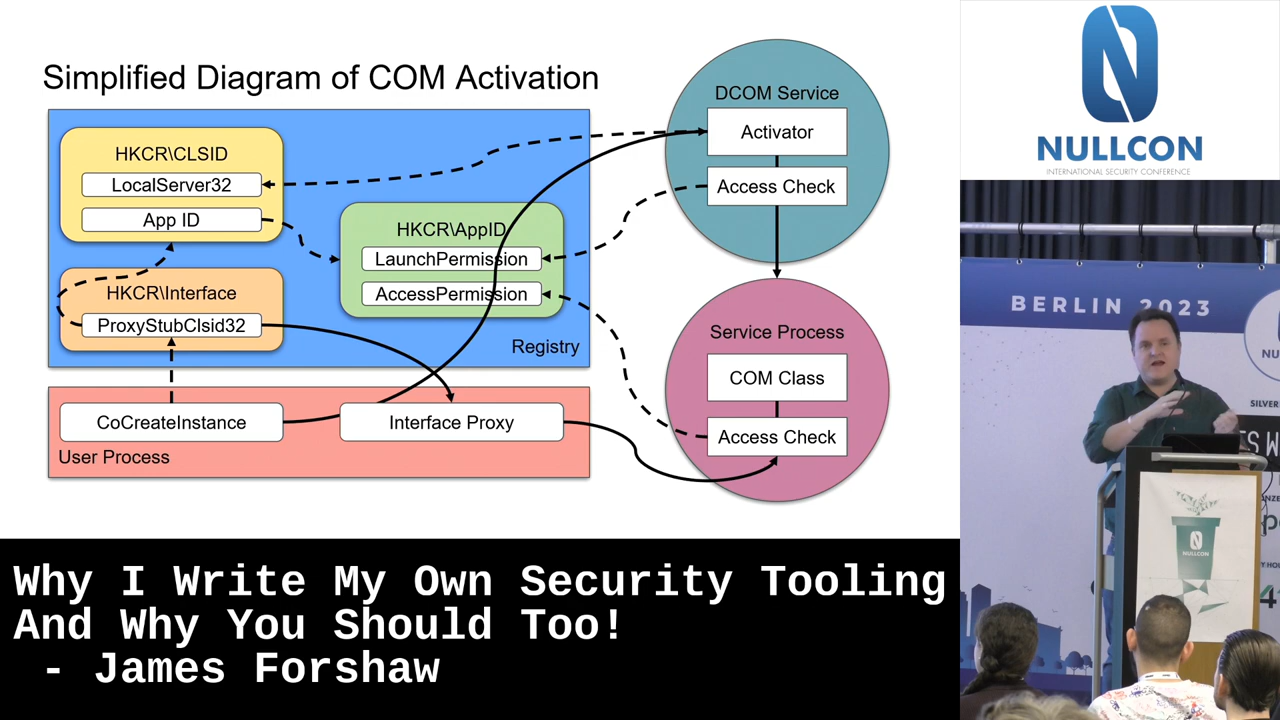 Simplified Diagram of COM Activation
HKCR\CLSID
LocalServer32
App ID
HKCR\AppID
LaunchPermission
AccessPermission
HKCR\Interface
ProxyStubClsid32
Registry
CoCreateInstance
Interface Proxy
User Process
DCOM Service
Activator
Access Check
Service Process
COM Class
Access Check
NULLCON
INTERNATIONAL SECURITY CONFERENCE
BERLIN 2023
SILVER
NULLCON
Why I Write My Own Security Tooling
And Why You Should Too!
- James Forshaw